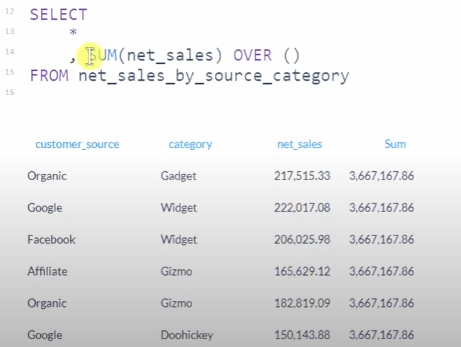 12 SELECT
13 *
14 , SUM(net_sales) OVER ()
15 FROM net_sales_by_source_category
16
customer_source category net_sales Sum
Organic Gadget 217,515.33 3,667,167.86
Google Widget 222,017.08 3,667,167.86
Facebook Widget 206,025.98 3,667,167.86
Affiliate Gizmo 165,629.12 3,667,167.86
Organic Gizmo 182,819.09 3,667,167.86
Google Doohickey 150,143.88 3,667,167.86